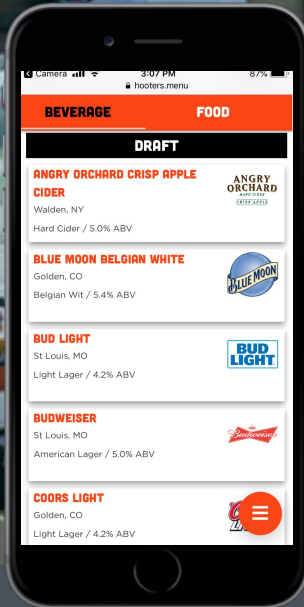 Camera 3:07 PM 87%
hooters.menu
BEVERAGE FOOD
DRAFT
ANGRY ORCHARD CRISP APPLE
CIDER
Walden, NY
Hard Cider / 5.0% ABV
ANGRY
ORCHARD
HARD CIDER
CRISP APPLE
BLUE MOON BELGIAN WHITE
Golden, CO
Belgian Wit / 5.4% ABV
BLUE MOON
BUD LIGHT
St Louis, MO
Light Lager / 4.2% ABV
BUD
LIGHT
BUDWEISER
St Louis, MO
American Lager / 5.0% ABV
Budweiser
COORS LIGHT
Golden, CO
Light Lager / 4.2% ABV